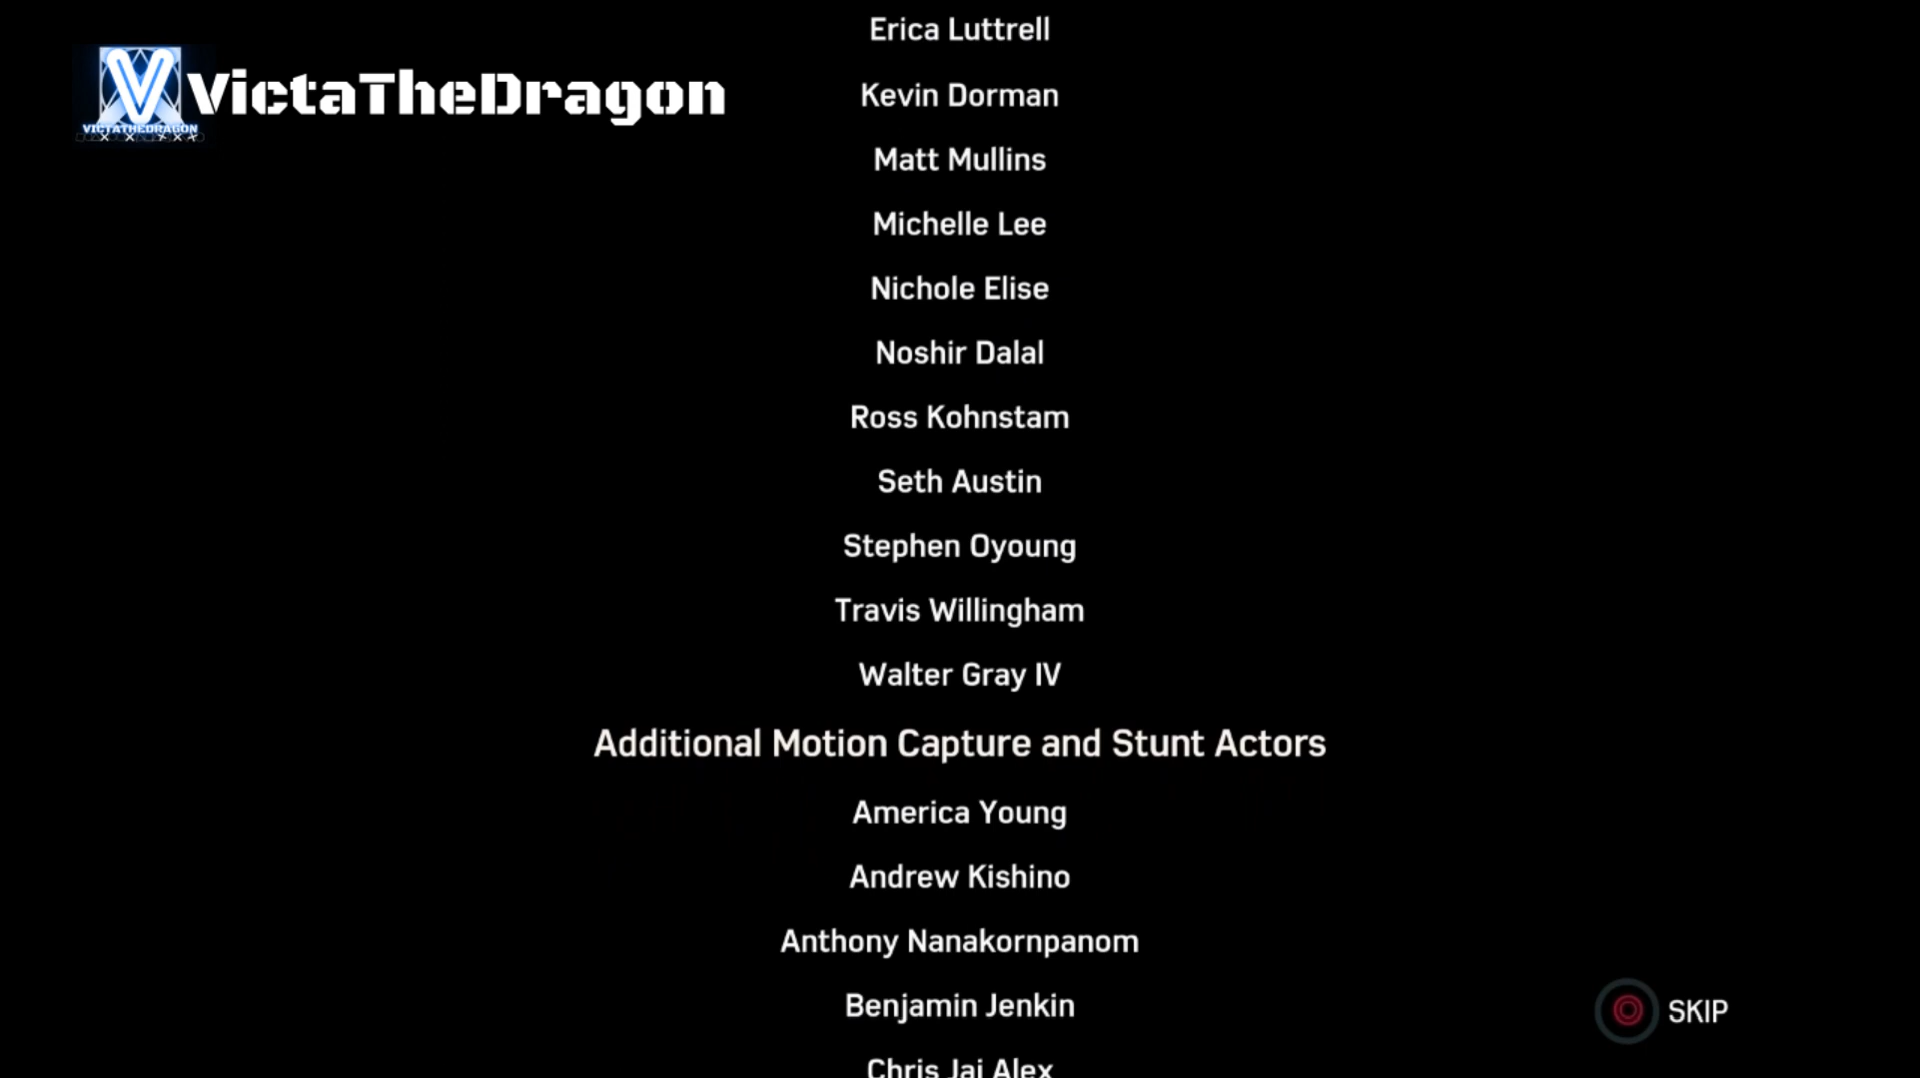 Erica Luttrell
VictaTheDragon
VICTATHEDRAGON
Kevin Dorman
Matt Mullins
Michelle Lee
Nichole Elise
Noshir Dalal
Ross Kohnstam
Seth Austin
Stephen Oyoung
Travis Willingham
Walter Gray IV
Additional Motion Capture and Stunt Actors
America Young
Andrew Kishino
Anthony Nanakornpanom
Benjamin Jenkin
SKIP
Chris Jai Alex